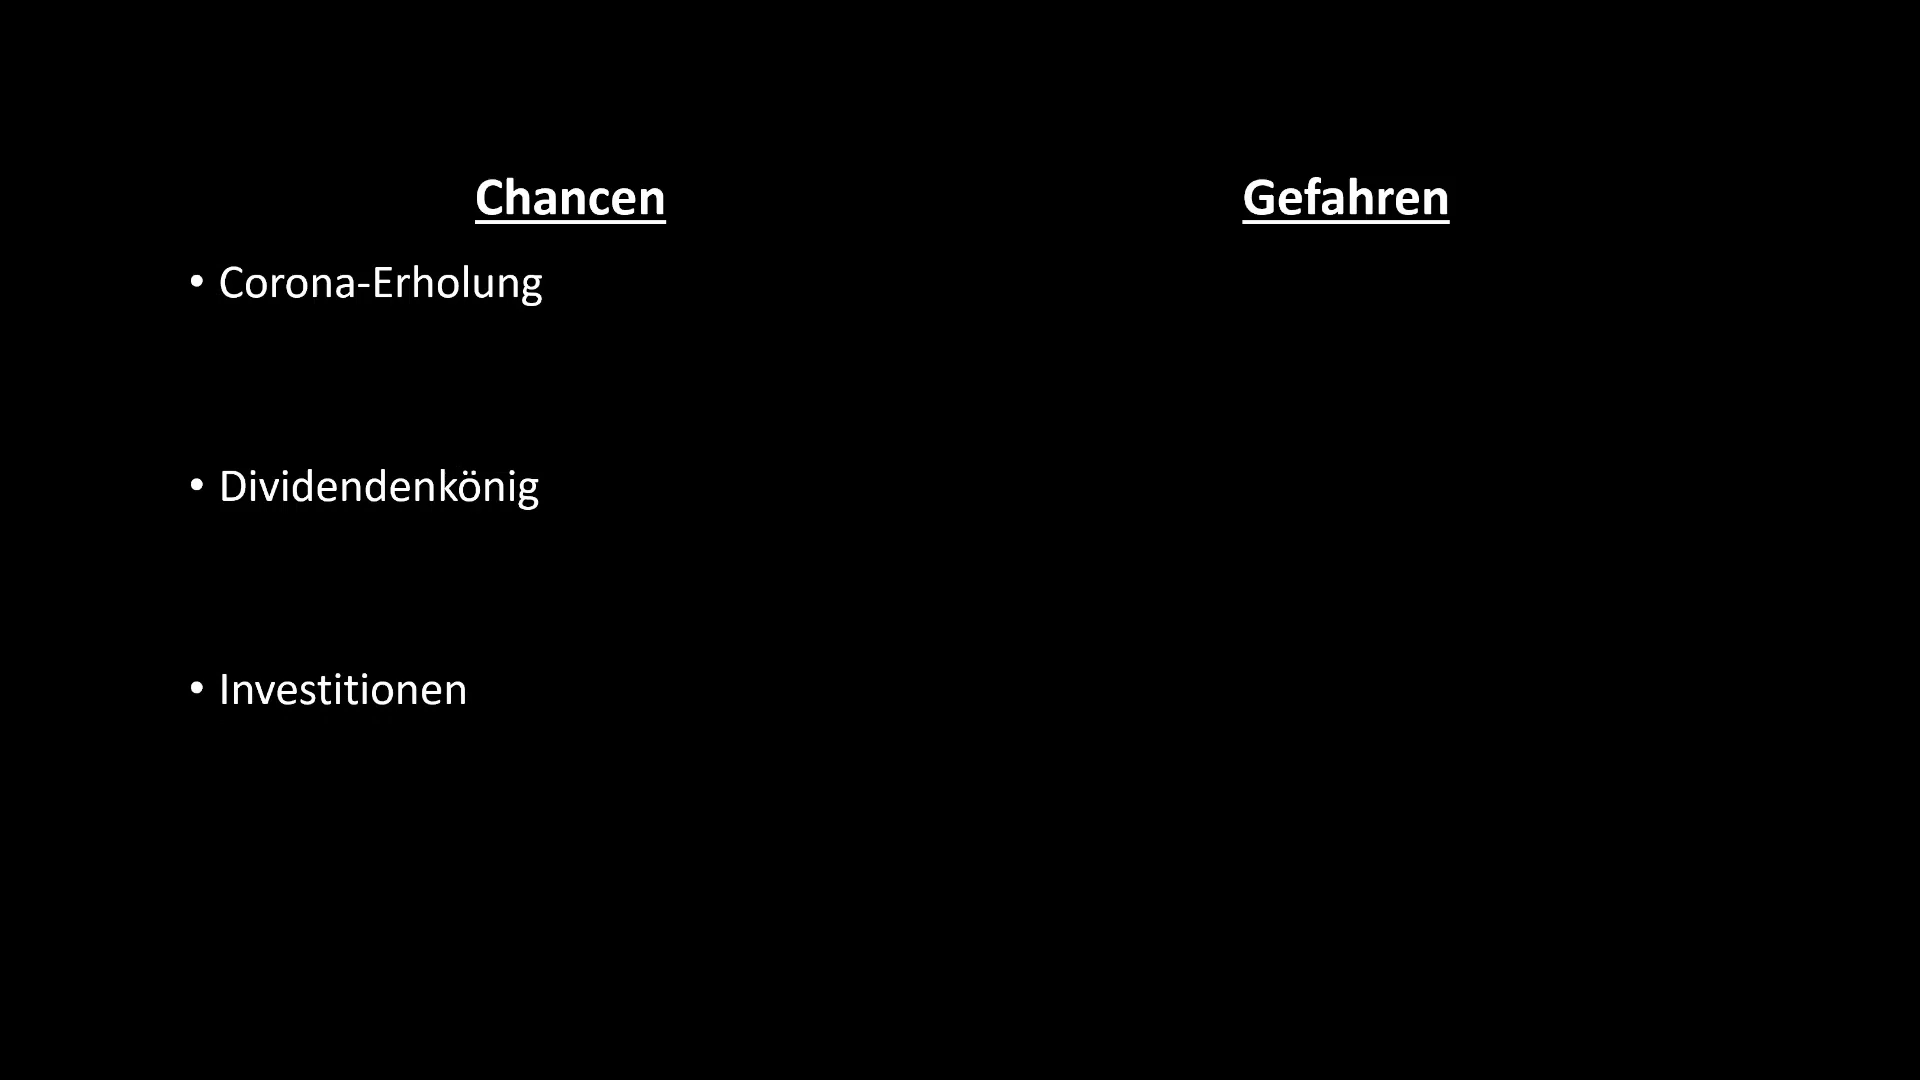 Chancen
Gefahren
• Corona-Erholung
• Dividendenkönig
• Investitionen